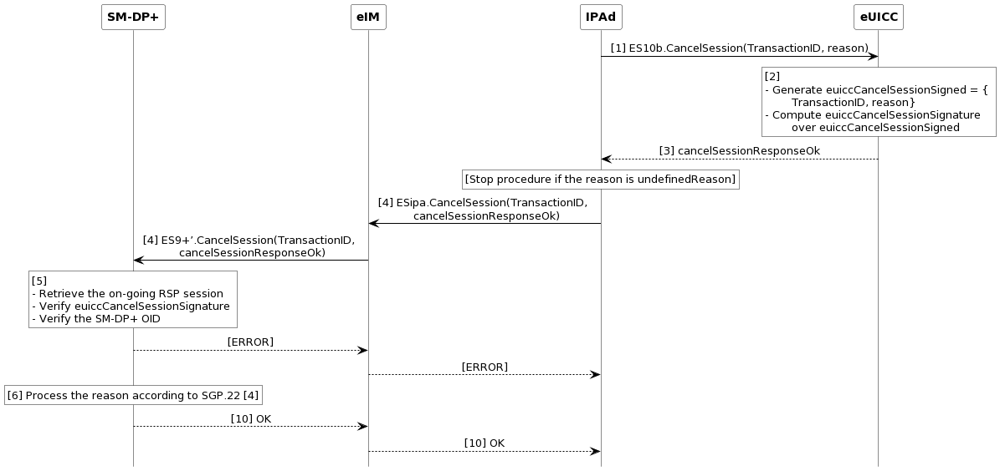 SM-DP+ eIM IPAd eUICC
[1] ES10b.CancelSession(TransactionID, reason)
[2]
- Generate euiccCancelSessionSigned = {
TransactionID, reason}
- Compute euiccCancelSessionSignature
over euiccCancelSessionSigned
[3] cancelSessionResponseOk
[Stop procedure if the reason is undefinedReason]
[4] ESipa.CancelSession(TransactionID,
cancelSessionResponseOk)
[4] ES9+’.CancelSession(TransactionID,
cancelSessionResponseOk)
[5]
- Retrieve the on-going RSP session
- Verify euiccCancelSessionSignature
- Verify the SM-DP+ OID
[ERROR]
[ERROR]
[6] Process the reason according to SGP.22 [4]
[10] OK
[10] OK